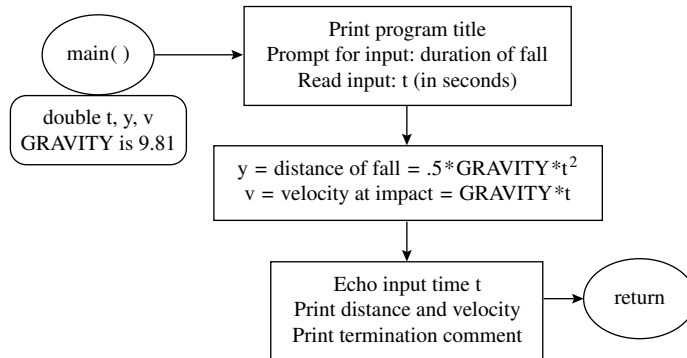 main( )
double t, y, v
GRAVITY is 9.81
Print program title
Prompt for input: duration of fall
Read input: t (in seconds)
y = distance of fall = .5*GRAVITY*t²
v = velocity at impact = GRAVITY*t
Echo input time t
Print distance and velocity
Print termination comment
return